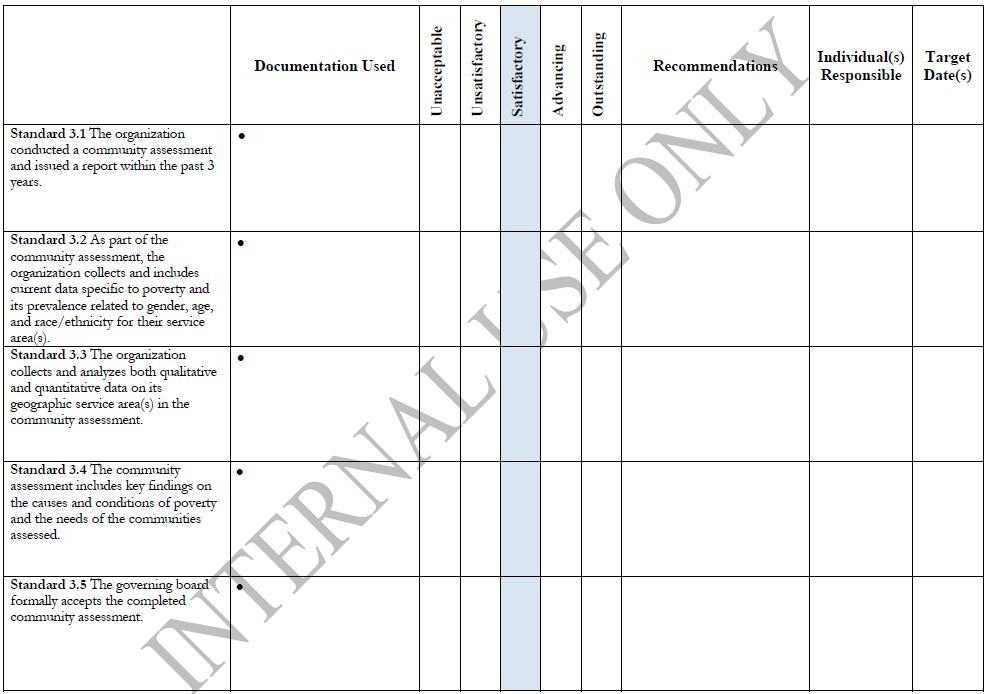 Documentation Used
Unacceptable
Unsatisfactory
Satisfactory
Advancing
Outstanding
Recommendations
Individual(s)
Responsible
Target
Date(s)
Standard 3.1 The organization
conducted a community assessment
and issued a report within the past 3
years.
•
Standard 3.2 As part of the
community assessment, the
organization collects and includes
current data specific to poverty and
its prevalence related to gender, age,
and race/ethnicity for their service
area(s).
•
Standard 3.3 The organization
collects and analyzes both qualitative
and quantitative data on its
geographic service area(s) in the
community assessment.
•
Standard 3.4 The community
assessment includes key findings on
the causes and conditions of poverty
and the needs of the communities
assessed.
•
Standard 3.5 The governing board
formally accepts the completed
community assessment.
•
INTERNAL USE ONLY